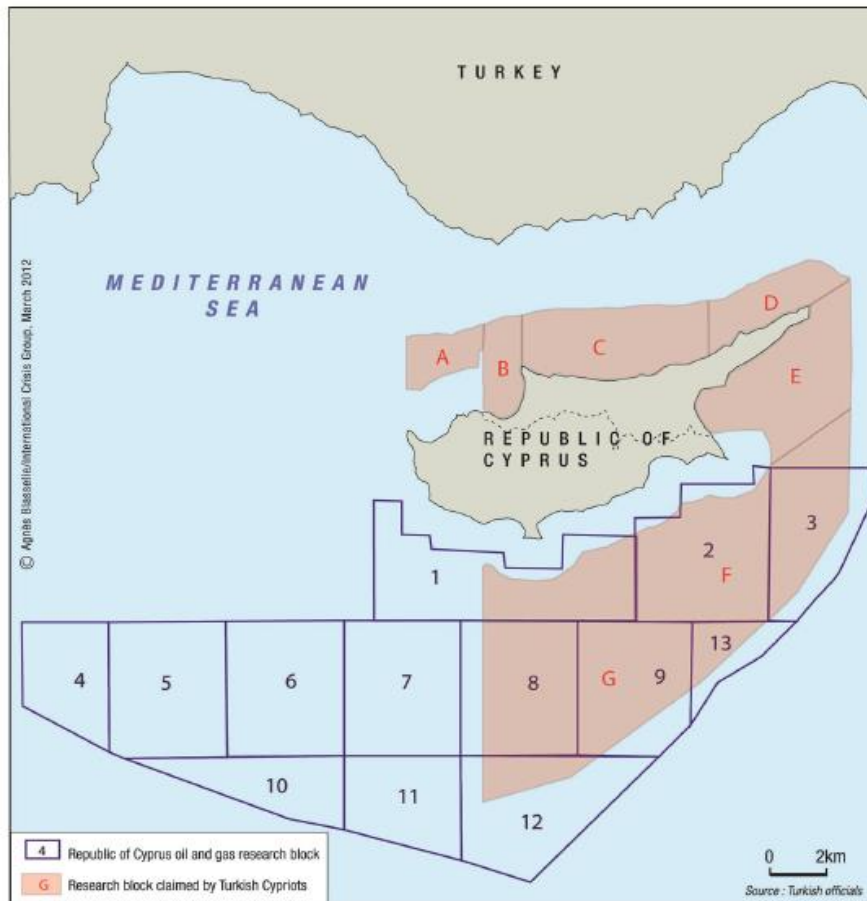 TURKEY
© Agnès Blasselle/International Crisis Group, March 2012
MEDITERRANEAN
SEA
A
B
C
D
E
REPUBLIC OF
CYPRUS
1
2
3
F
4
5
6
7
8
G
9
13
10
11
12
4 Republic of Cyprus oil and gas research block
G Research block claimed by Turkish Cypriots
0 2km
Source : Turkish officials